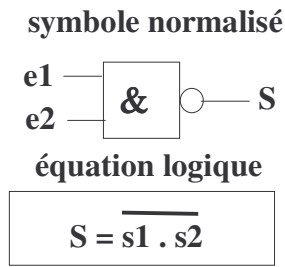 symbole normalisé
e1
e2
&
S
équation logique
S = s1 . s2